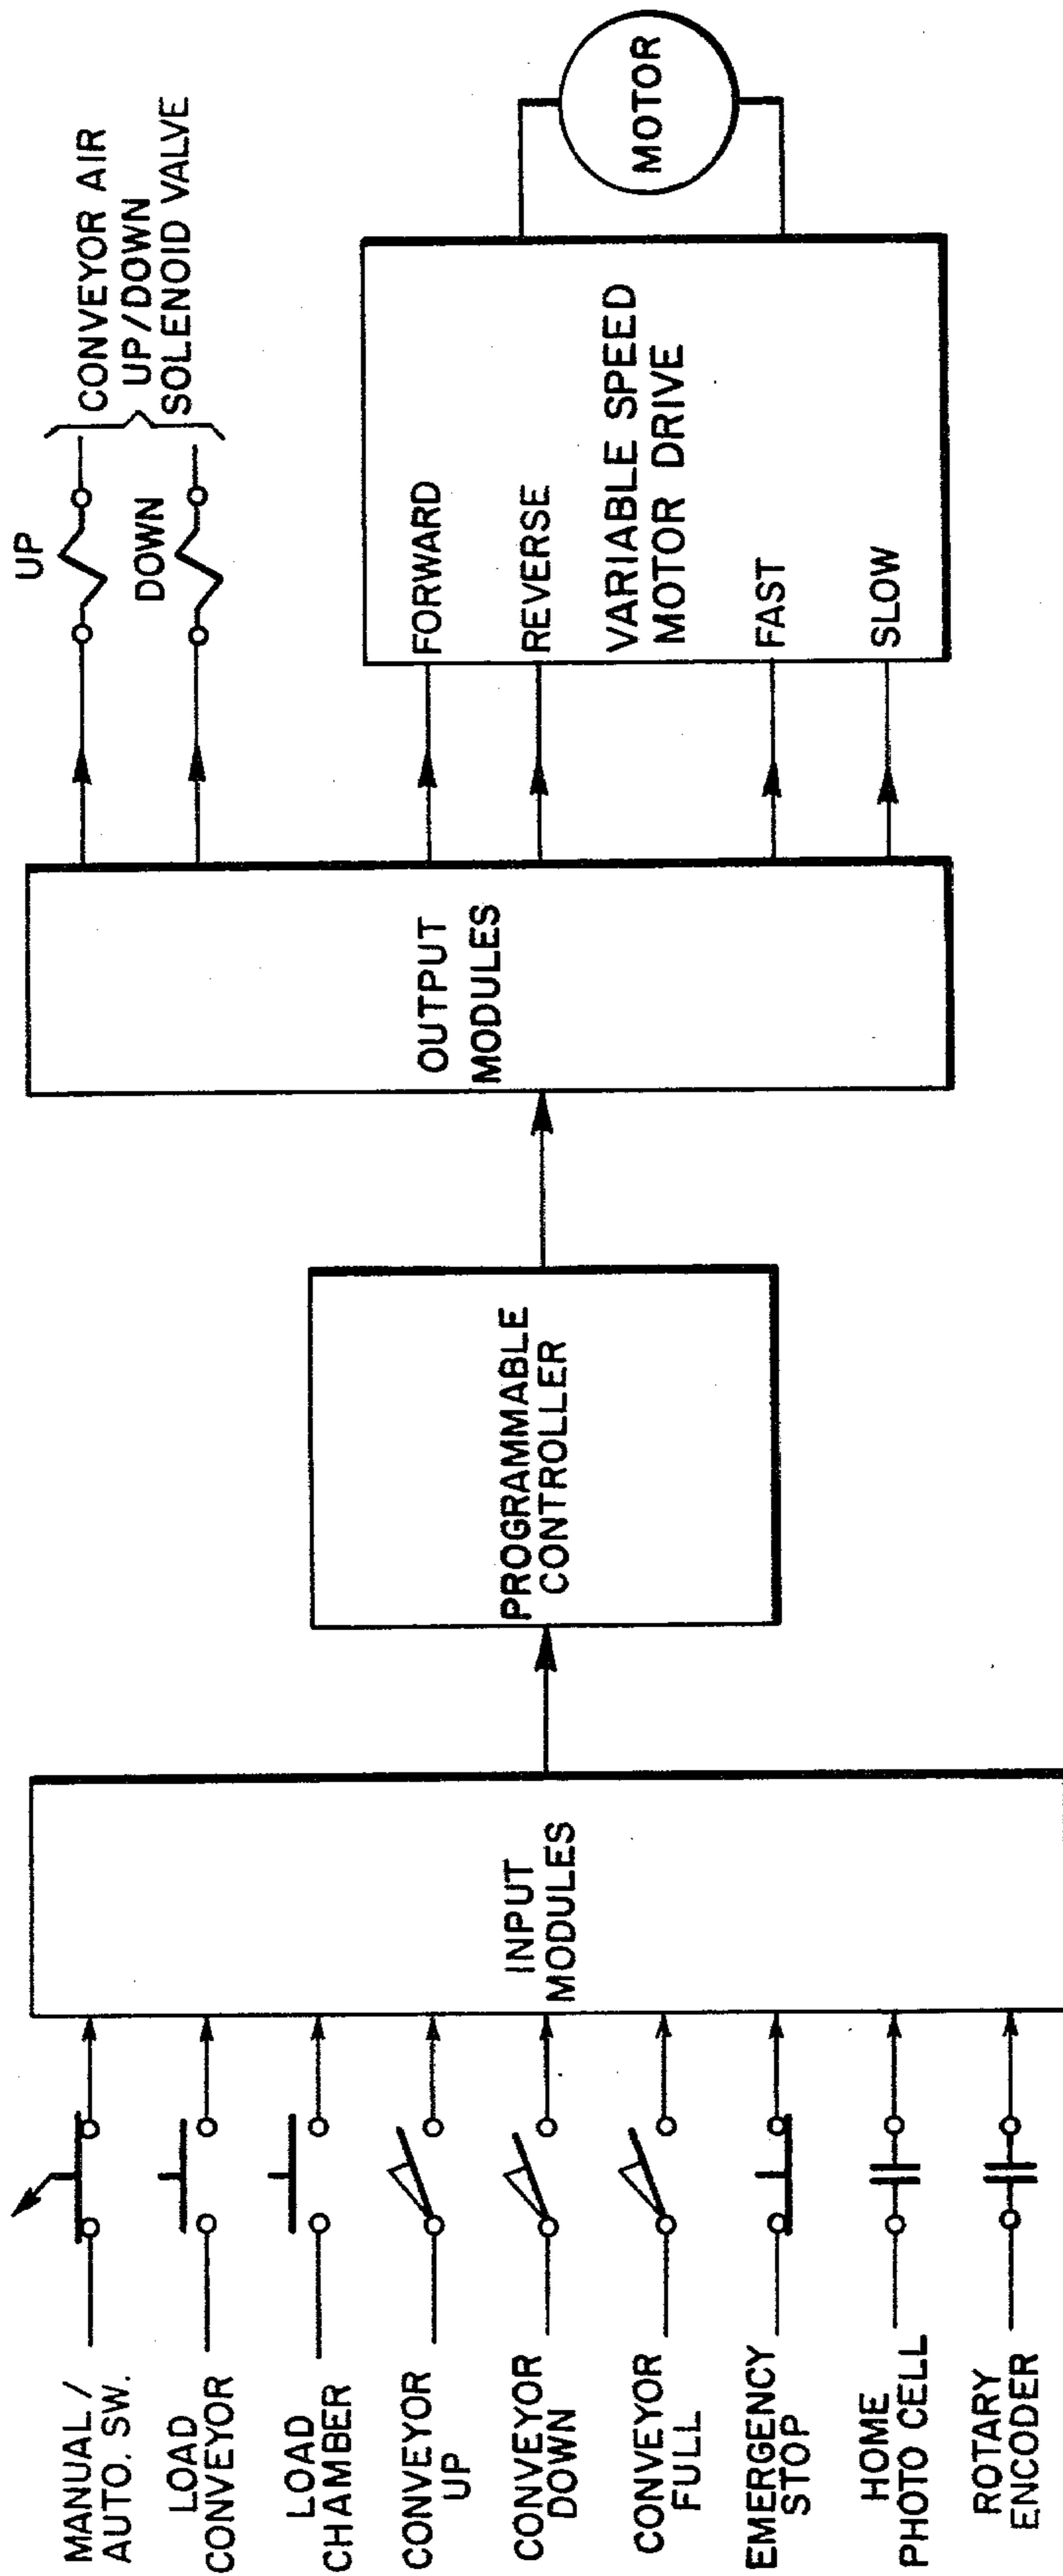 MANUAL /
AUTO. SW.
LOAD
CONVEYOR
LOAD
CHAMBER
CONVEYOR
UP
CONVEYOR
DOWN
CONVEYOR
FULL
EMERGENCY
STOP
HOME
PHOTO CELL
ROTARY
ENCODER
INPUT
MODULES
PROGRAMMABLE
CONTROLLER
OUTPUT
MODULES
UP
DOWN
CONVEYOR AIR
UP/DOWN
SOLENOID VALVE
FORWARD
REVERSE
VARIABLE SPEED
MOTOR DRIVE
FAST
SLOW
MOTOR